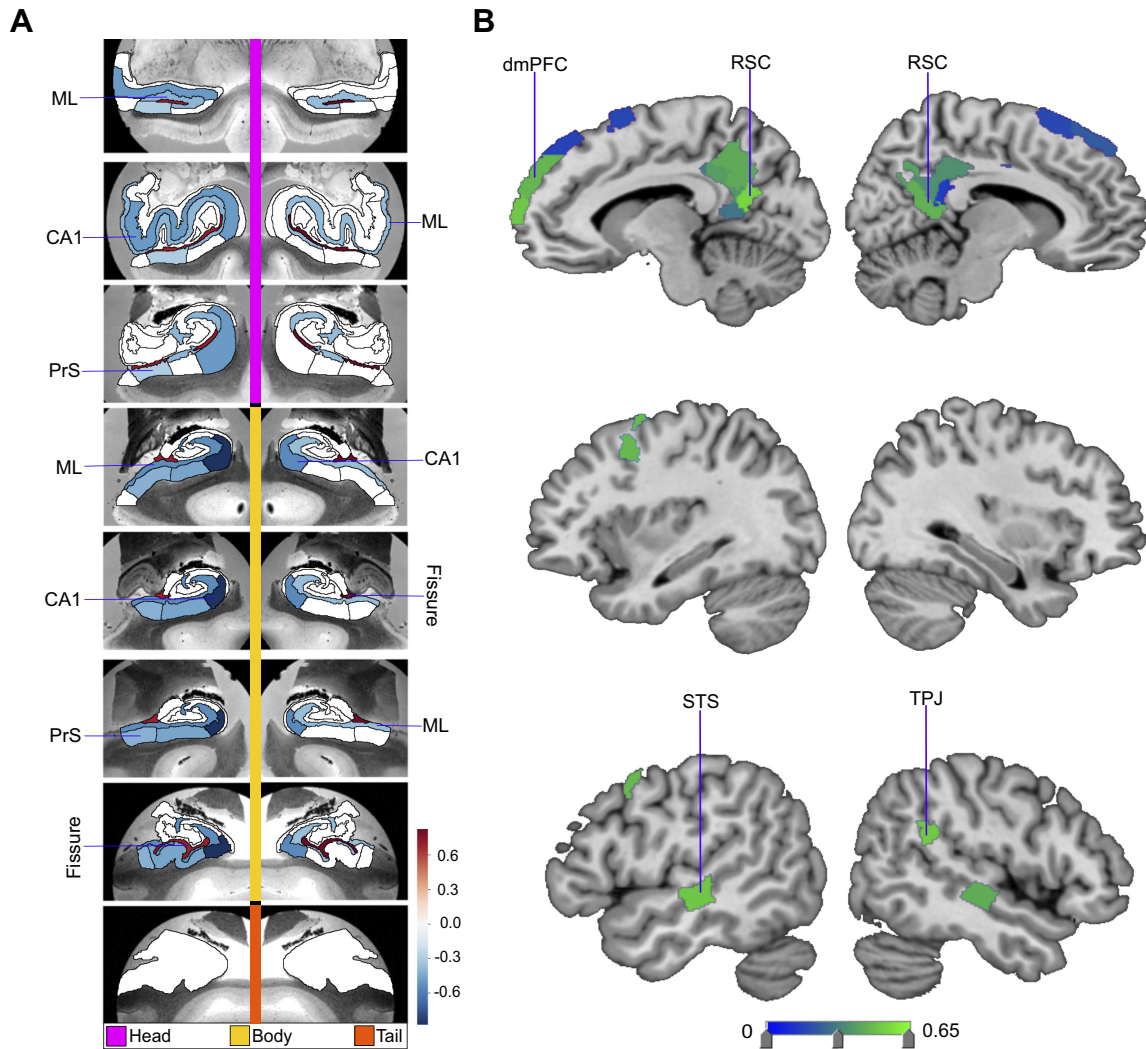 A
ML
CA1
ML
PrS
ML
CA1
CA1
Fissure
PrS
ML
Fissure
0.6
0.3
0.0
-0.3
-0.6
Head
Body
Tail
B
dmPFC
RSC
RSC
STS
TPJ
0
0.65